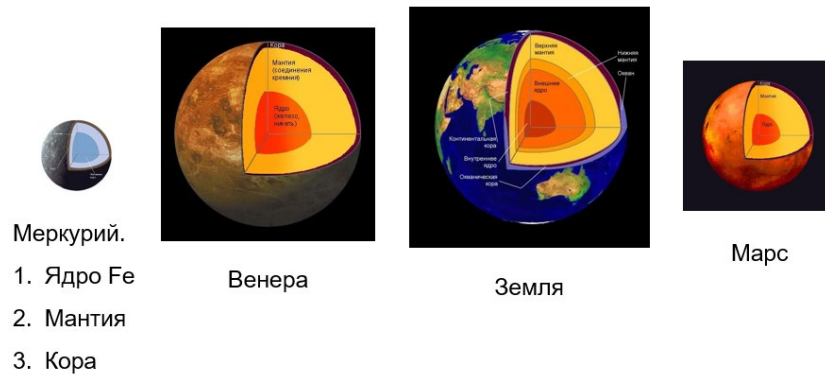 Меркурий.
1. Ядро Fe
2. Мантия
3. Кора
Кора
Мантия
(соединения
кремния)
Ядро
(железо,
никель)
Венера
Верхняя
мантия
Нижняя
мантия
Внешнее
ядро
Океан
Континентальная
кора
Внутреннее
ядро
Океаническая
кора
Земля
Кора
Мантия
Ядро
Марс